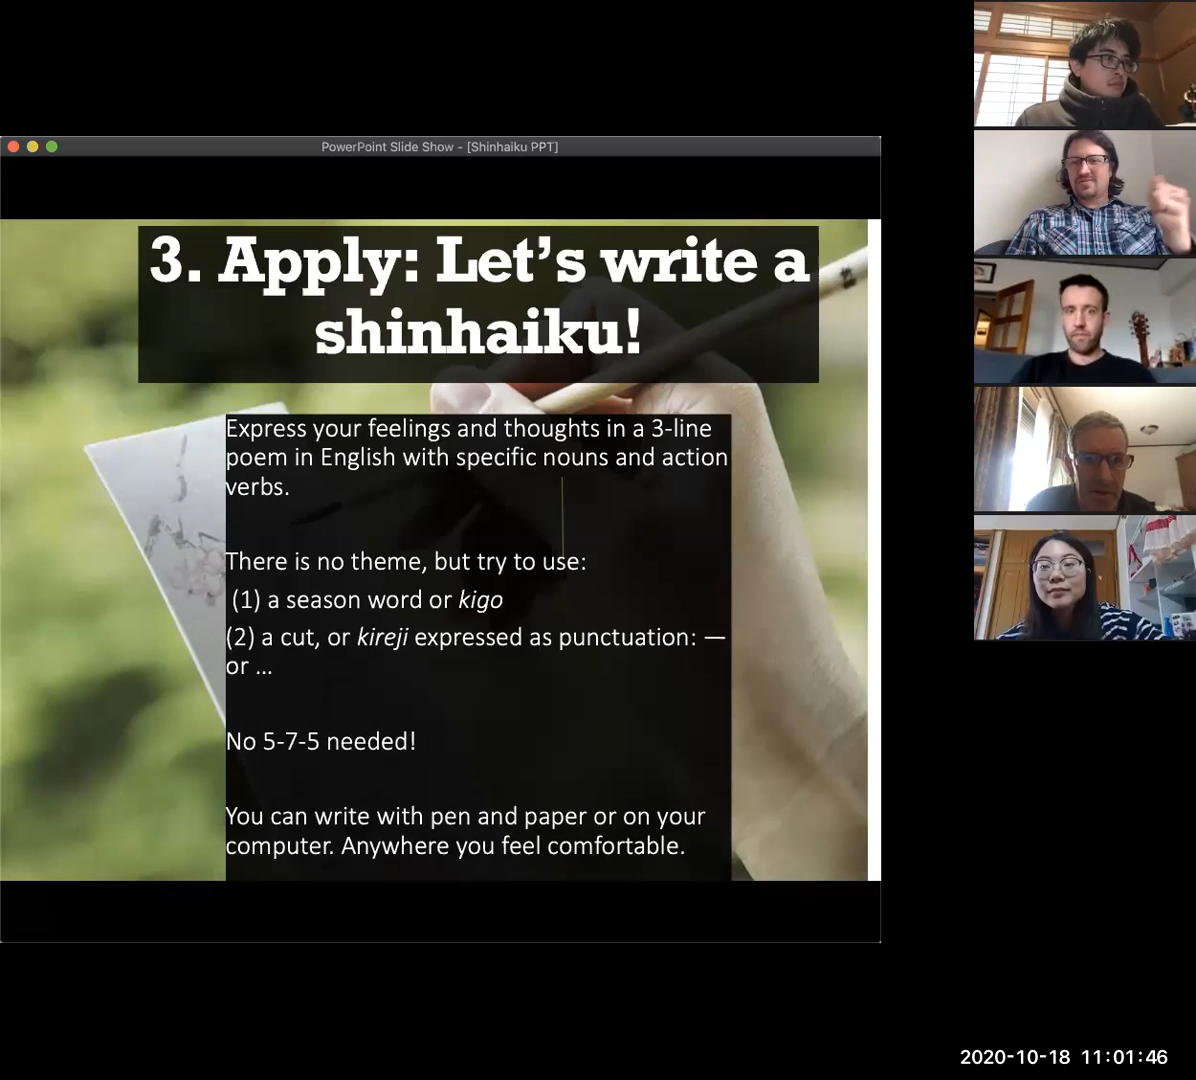 PowerPoint Slide Show - [Shinhaiku PPT]
3. Apply: Let’s write a
shinhaiku!
Express your feelings and thoughts in a 3-line
poem in English with specific nouns and action
verbs.
There is no theme, but try to use:
(1) a season word or kigo
(2) a cut, or kireji expressed as punctuation: —
or …
No 5-7-5 needed!
You can write with pen and paper or on your
computer. Anywhere you feel comfortable.
2020-10-18 11:01:46